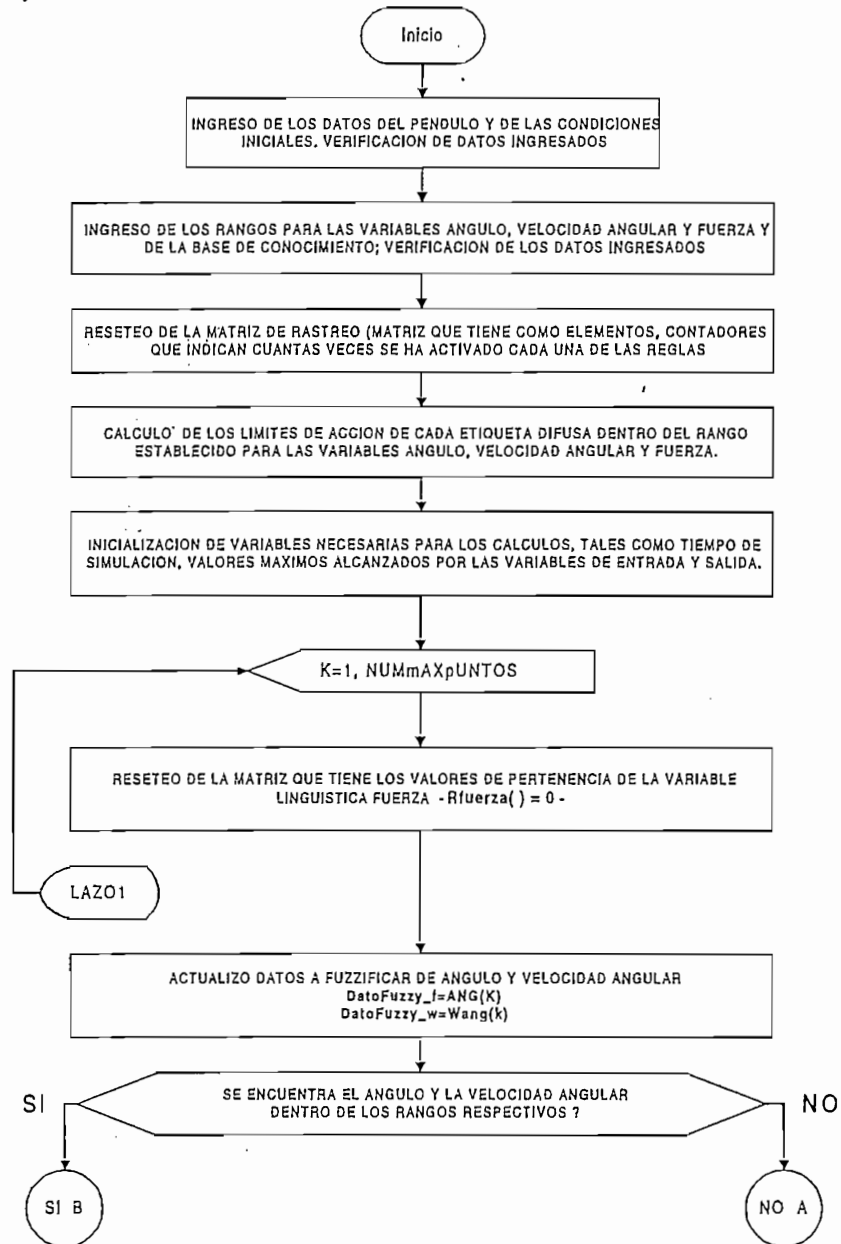 Inicio
INGRESO DE LOS DATOS DEL PENDULO Y DE LAS CONDICIONES
INICIALES. VERIFICACION DE DATOS INGRESADOS
INGRESO DE LOS RANGOS PARA LAS VARIABLES ANGULO, VELOCIDAD ANGULAR Y FUERZA Y
DE LA BASE DE CONOCIMIENTO; VERIFICACION DE LOS DATOS INGRESADOS
RESETEO DE LA MATRIZ DE RASTREO (MATRIZ QUE TIENE COMO ELEMENTOS, CONTADORES
QUE INDICAN CUANTAS VECES SE HA ACTIVADO CADA UNA DE LAS REGLAS
CALCULO DE LOS LIMITES DE ACCION DE CADA ETIQUETA DIFUSA DENTRO DEL RANGO
ESTABLECIDO PARA LAS VARIABLES ANGULO, VELOCIDAD ANGULAR Y FUERZA.
INICIALIZACION DE VARIABLES NECESARIAS PARA LOS CALCULOS, TALES COMO TIEMPO DE
SIMULACION, VALORES MAXIMOS ALCANZADOS POR LAS VARIABLES DE ENTRADA Y SALIDA.
K=1, NUMmAXpUNTOS
RESETEO DE LA MATRIZ QUE TIENE LOS VALORES DE PERTENENCIA DE LA VARIABLE
LINGUISTICA FUERZA -Rfuerza( ) = 0 -
LAZO1
ACTUALIZO DATOS A FUZZIFICAR DE ANGULO Y VELOCIDAD ANGULAR
DatoFuzzy_f=ANG(K)
DatoFuzzy_w=Wang(k)
SE ENCUENTRA EL ANGULO Y LA VELOCIDAD ANGULAR
DENTRO DE LOS RANGOS RESPECTIVOS ?
SI
NO
SI B
NO A